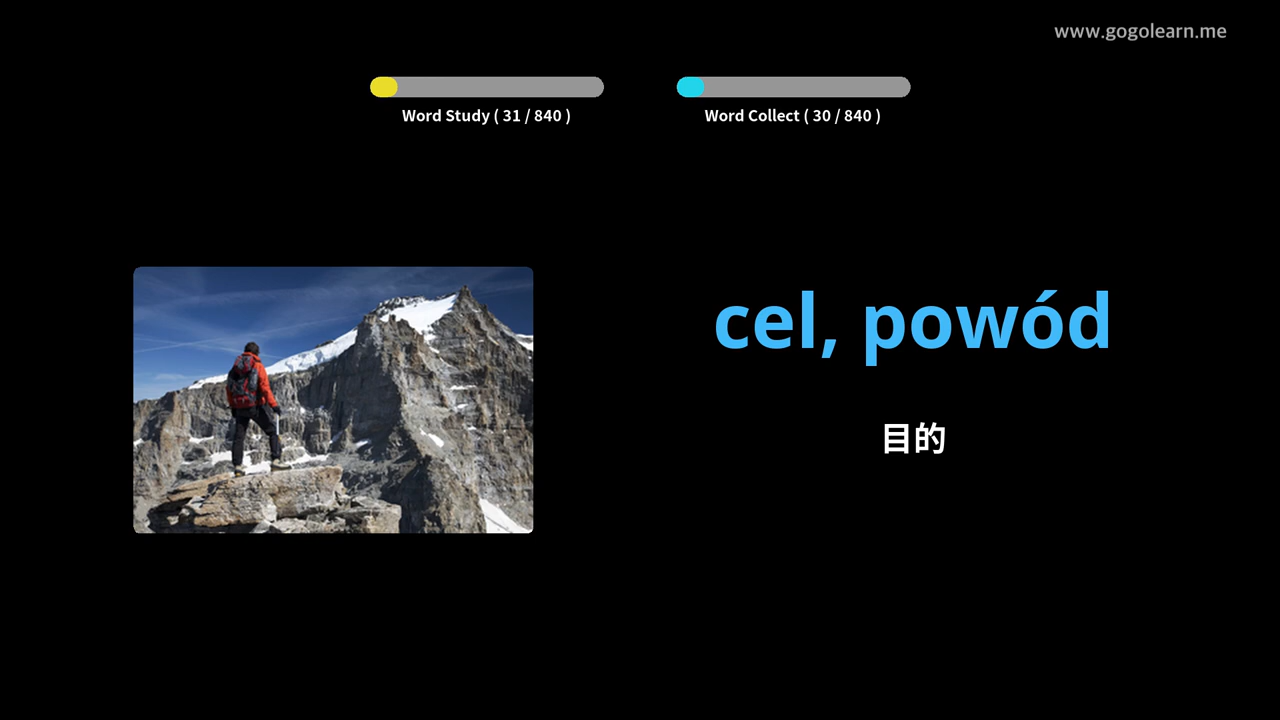 www.gogolearn.me
Word Study ( 31 / 840 )
Word Collect ( 30 / 840 )
cel, powód
目的